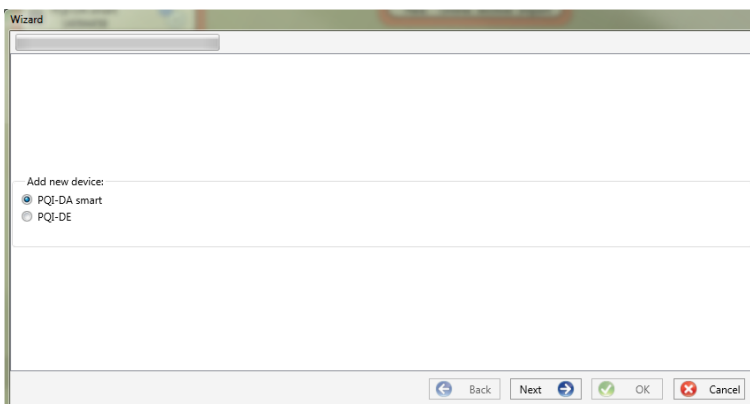 Wizard
Add new device:
PQI-DA smart
PQI-DE
Back Next OK Cancel